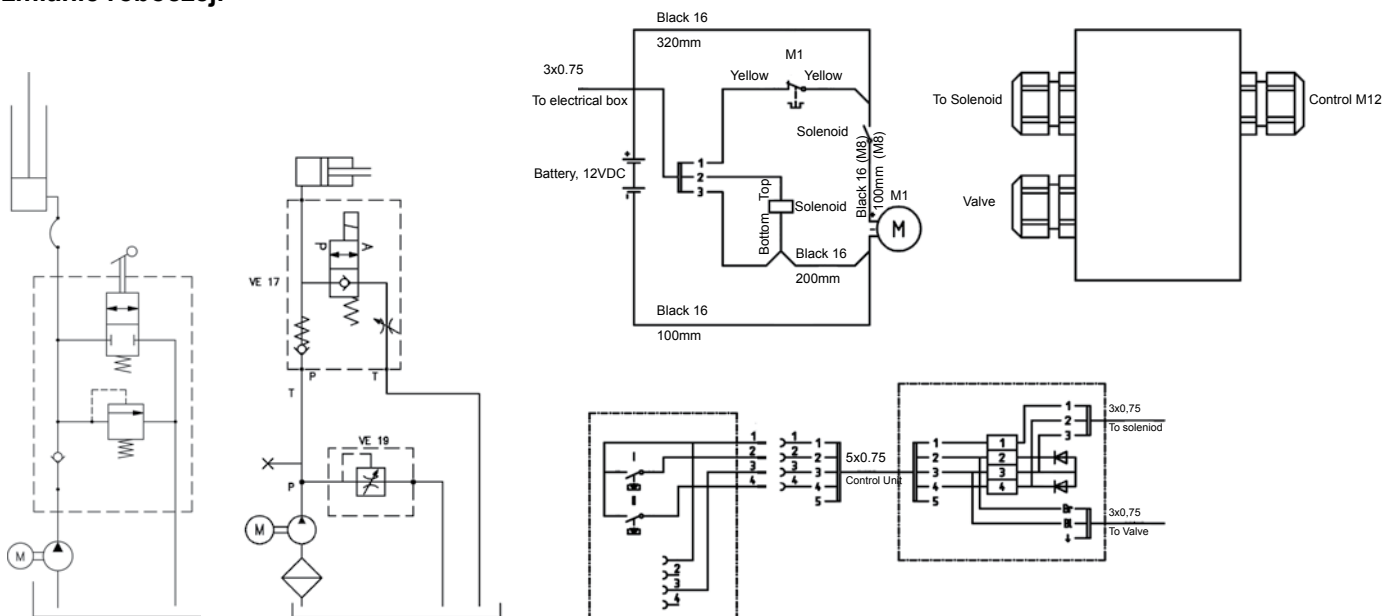 zmianie roboczej.
Black 16
320mm
M1
3x0.75
Yellow
Yellow
To electrical box
Solenoid
Black 16 (M8)
100mm (M8)
+
Battery, 12VDC
-
1
2
3
Top
Solenoid
Bottom
M1
M
Black 16
200mm
Black 16
100mm
To Solenoid
Control M12
Valve
M
A
P
VE 17
P
T
T
VE 19
P
M
I
II
1
2
3
4
1
2
3
4
1
2
3
4
5
2
3
4
5x0.75
Control Unit
1
2
3
4
5
1
2
3
4
1
2
3
3x0,75
To soleniod
Br
Bl
3x0,75
To Valve